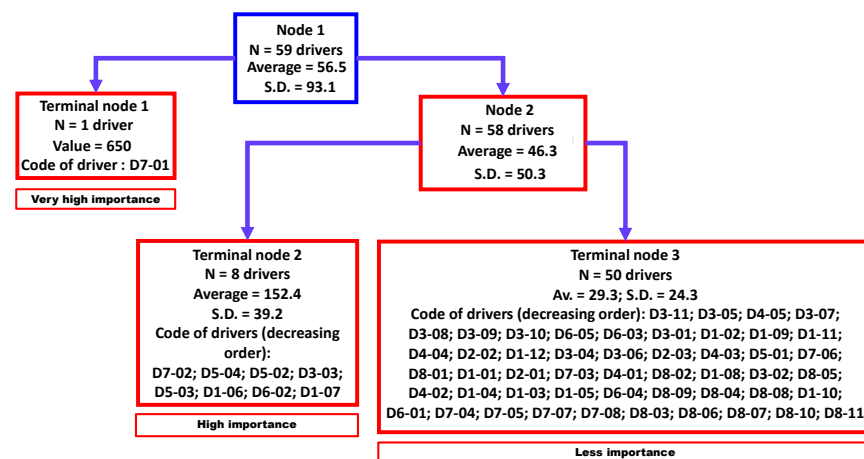 Node 1
N = 59 drivers
Average = 56.5
S.D. = 93.1
Terminal node 1
N = 1 driver
Value = 650
Code of driver : D7-01
Very high importance
Node 2
N = 58 drivers
Average = 46.3
S.D. = 50.3
Terminal node 2
N = 8 drivers
Average = 152.4
S.D. = 39.2
Code of drivers (decreasing
order):
D7-02; D5-04; D5-02; D3-03;
D5-03; D1-06; D6-02; D1-07
High importance
Terminal node 3
N = 50 drivers
Av. = 29.3; S.D. = 24.3
Code of drivers (decreasing order): D3-11; D3-05; D4-05; D3-07;
D3-08; D3-09; D3-10; D6-05; D6-03; D3-01; D1-02; D1-09; D1-11;
D4-04; D2-02; D1-12; D3-04; D3-06; D2-03; D4-03; D5-01; D7-06;
D8-01; D1-01; D2-01; D7-03; D4-01; D8-02; D1-08; D3-02; D8-05;
D4-02; D1-04; D1-03; D1-05; D6-04; D8-09; D8-04; D8-08; D1-10;
D6-01; D7-04; D7-05; D7-07; D7-08; D8-03; D8-06; D8-07; D8-10; D8-11
Less importance